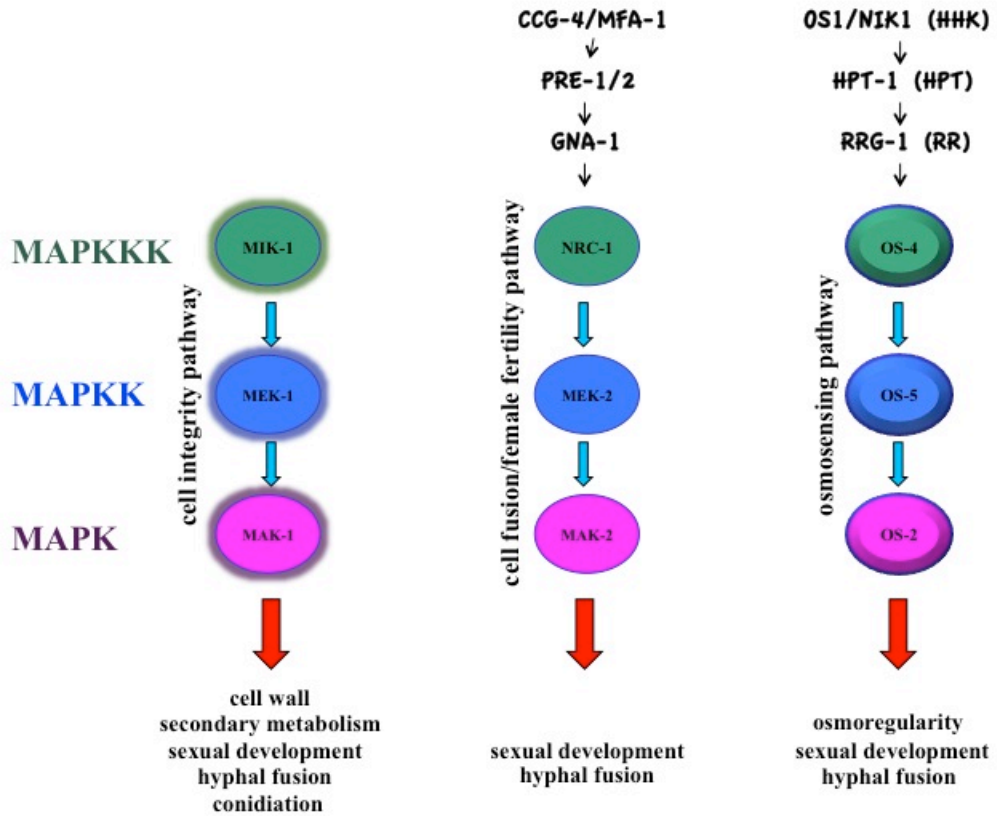 CCG-4/MFA-1
PRE-1/2
GNA-1
OS1/NIK1 (HHK)
HPT-1 (HPT)
RRG-1 (RR)
MAPKKK
MIK-1
NRC-1
OS-4
MAPKK
MEK-1
MEK-2
OS-5
MAPK
MAK-1
MAK-2
OS-2
cell integrity pathway
cell fusion/female fertility pathway
osmosensing pathway
cell wall
secondary metabolism
sexual development
hyphal fusion
conidiation
sexual development
hyphal fusion
osmoregularity
sexual development
hyphal fusion